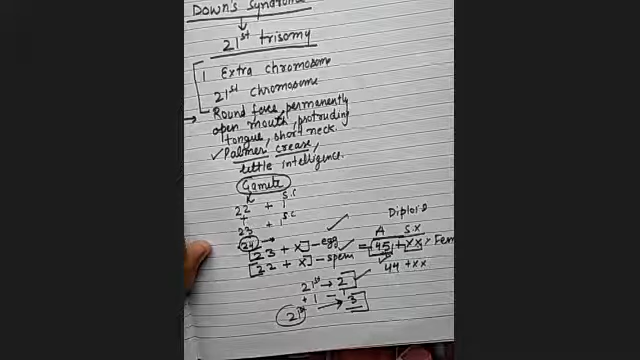 Down's Syndrome
↓
21st trisomy
1 Extra chromosome
21st chromosome
→ Round face, permanently
open mouth, protruding
tongue, short neck.
✓ Palmer crease,
little intelligence.
Gamete
22 + 1 S.C
+
23 + 1 S.C
24 →
Diploid
A S.X
23 + X - egg
= 45 + XX Fem
22 + X - spem
44 + XX
21st → 2
+ 1 - 1
21st → 3